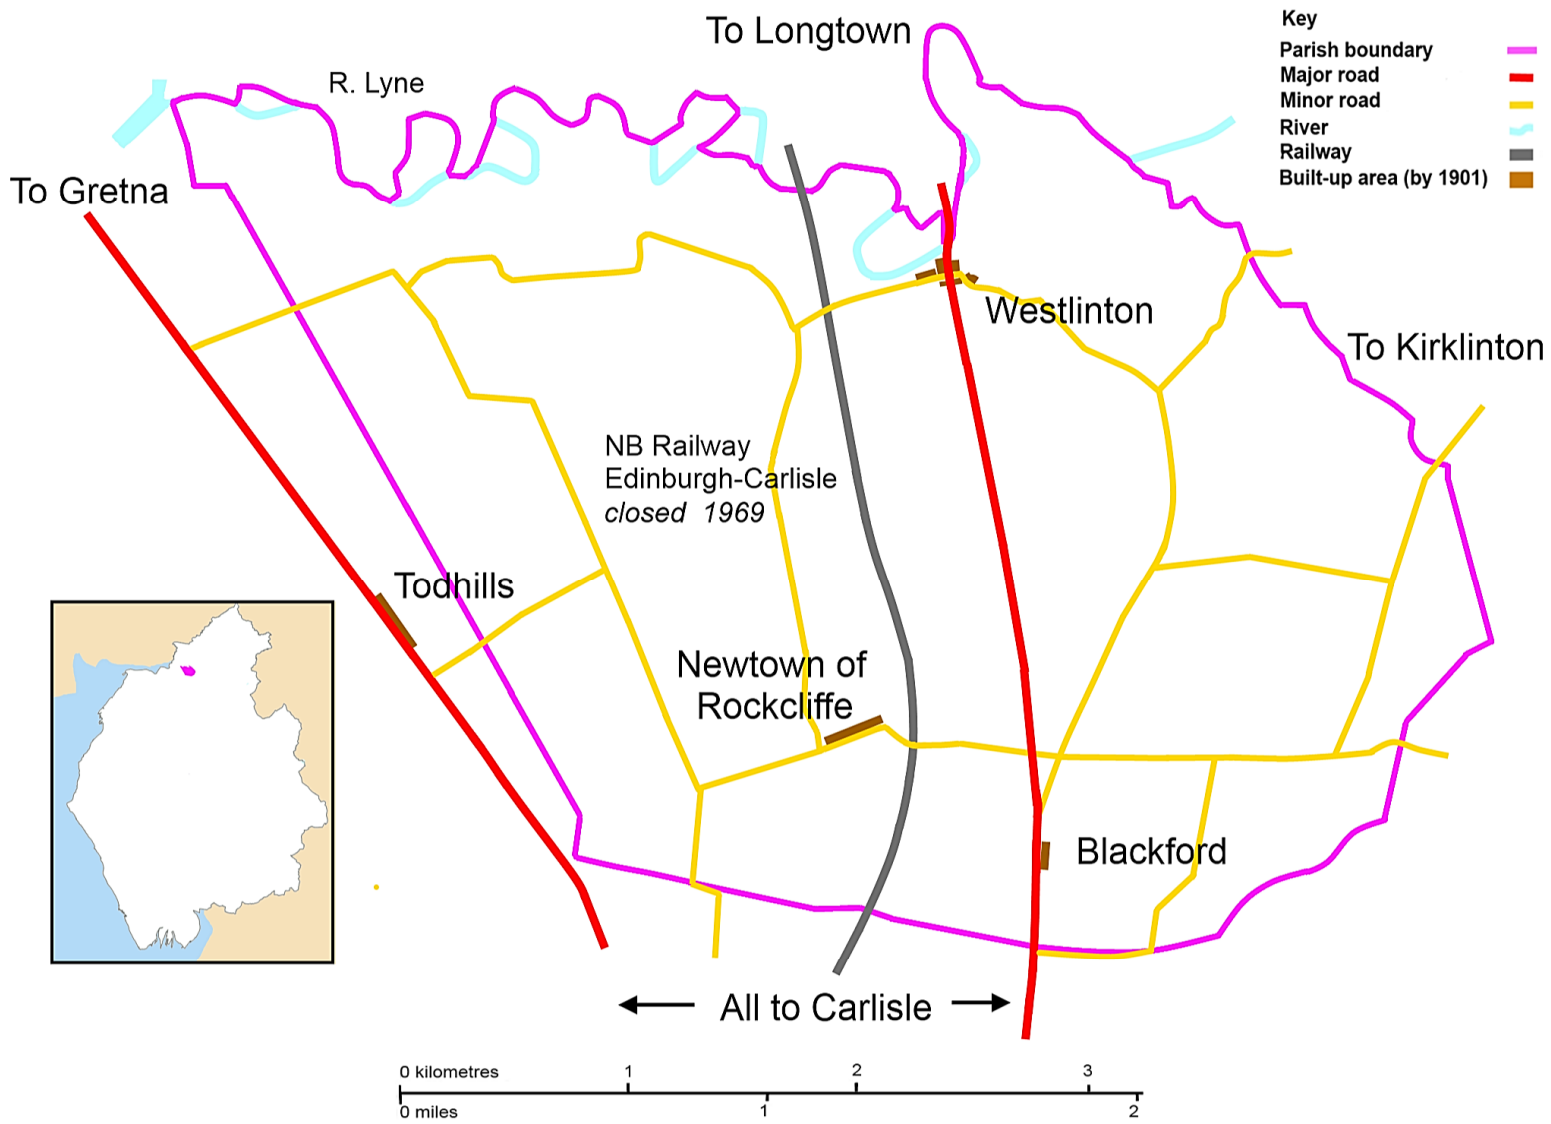 To Longtown
Key
Parish boundary
Major road
Minor road
River
Railway
Built-up area (by 1901)
R. Lyne
To Gretna
Westlinton
To Kirklinton
NB Railway
Edinburgh-Carlisle
closed 1969
Todhills
Newtown of
Rockcliffe
Blackford
All to Carlisle
0 kilometres 1 2 3
0 miles 1 2